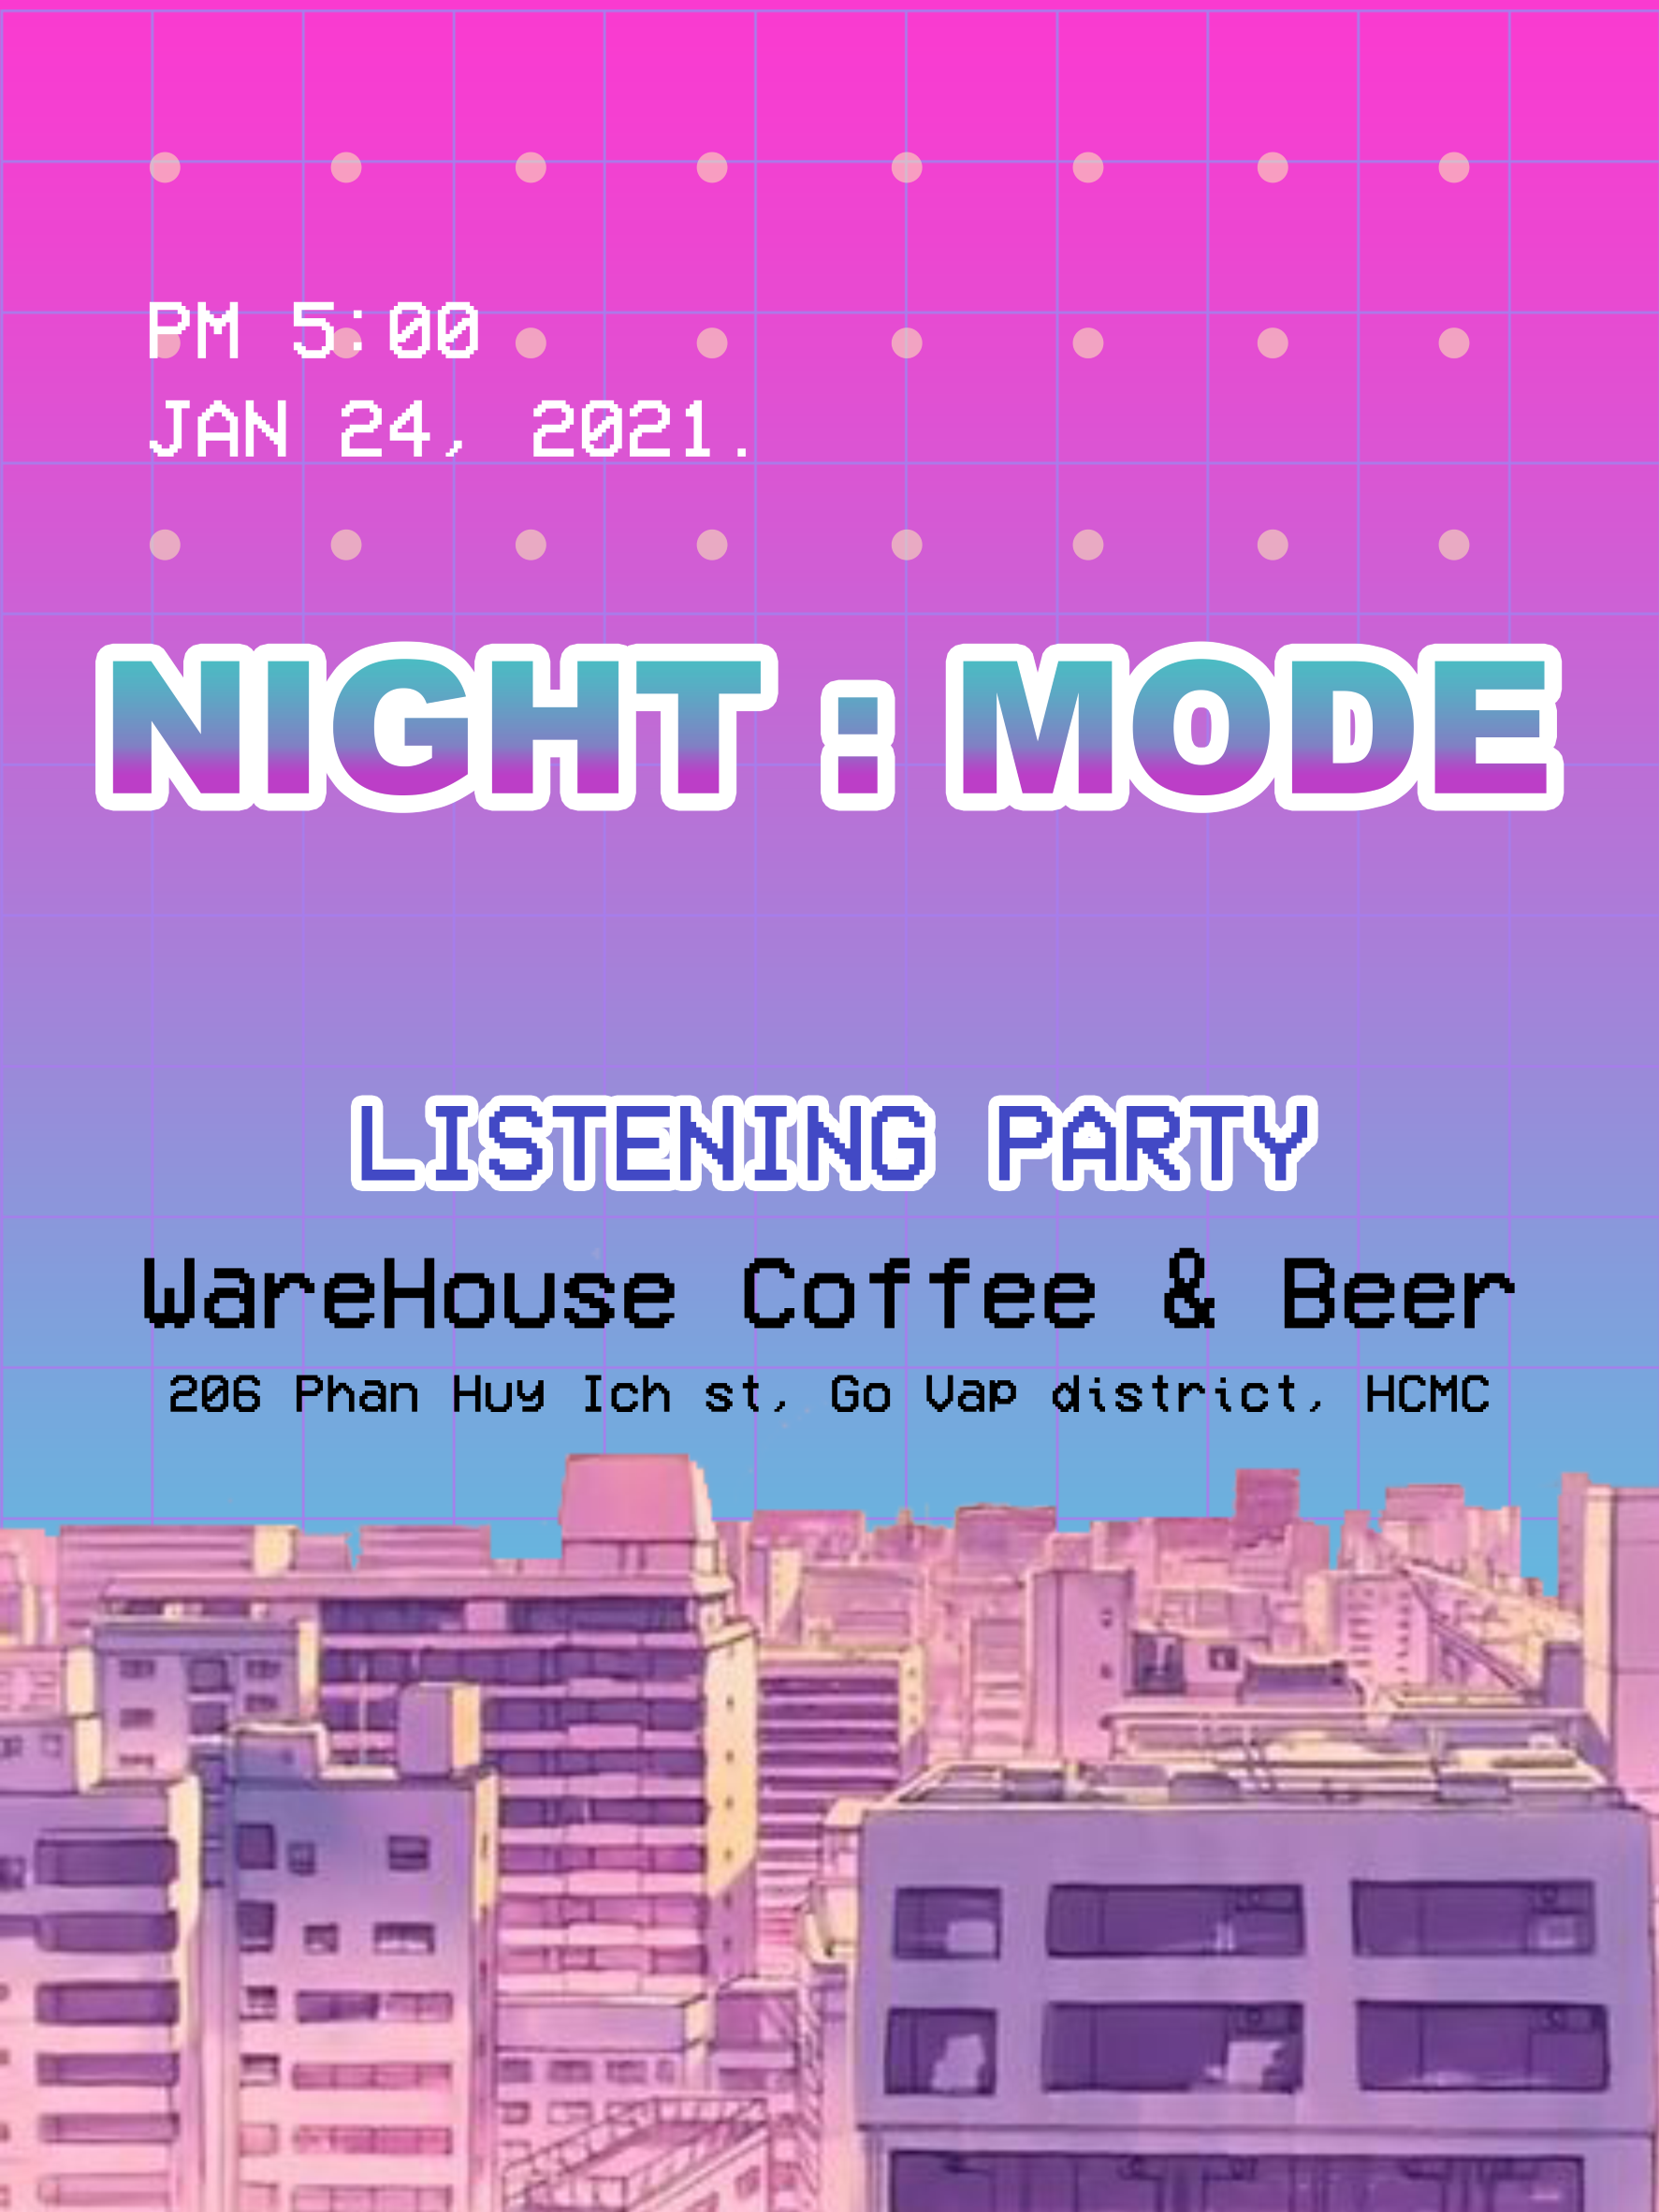 PM 5:00
JAN 24, 2021.
NIGHT : MODE
LISTENING PARTY
WareHouse Coffee & Beer
206 Phan Huy Ich st, Go Vap district, HCMC